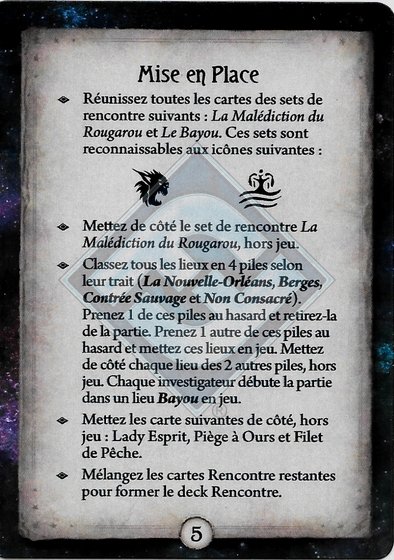 Mise en Place
Réunissez toutes les cartes des sets de
rencontre suivants : La Malédiction du
Rougarou et Le Bayou. Ces sets sont
reconnaissables aux icônes suivantes :
Mettez de côté le set de rencontre La
Malédiction du Rougarou, hors jeu.
Classez tous les lieux en 4 piles selon
leur trait (La Nouvelle-Orléans, Berges,
Contrée Sauvage et Non Consacré).
Prenez 1 de ces piles au hasard et retirez-la
de la partie. Prenez 1 autre de ces piles au
hasard et mettez ces lieux en jeu. Mettez
de côté chaque lieu des 2 autres piles, hors
jeu. Chaque investigateur débute la partie
dans un lieu Bayou en jeu.
Mettez les carte suivantes de côté, hors
jeu : Lady Esprit, Piège à Ours et Filet
de Pêche.
Mélangez les cartes Rencontre restantes
pour former le deck Rencontre.
5